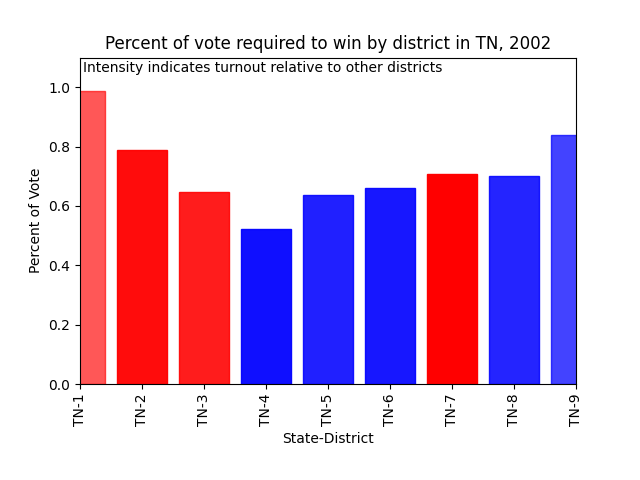 Percent of vote required to win by district in TN, 2002
Intensity indicates turnout relative to other districts
1.0
0.8
0.6
0.4
0.2
0.0
Percent of Vote
TN-1
TN-2
TN-3
TN-4
TN-5
TN-6
TN-7
TN-8
TN-9
State-District